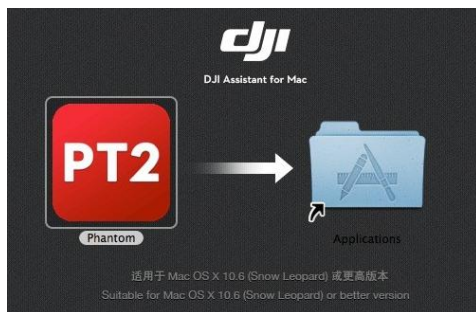 dji
DJI Assistant for Mac
PT2
Phantom
Applications
适用于 Mac OS X 10.6 (Snow Leopard) 或更高版本
Suitable for Mac OS X 10.6 (Snow Leopard) or better version